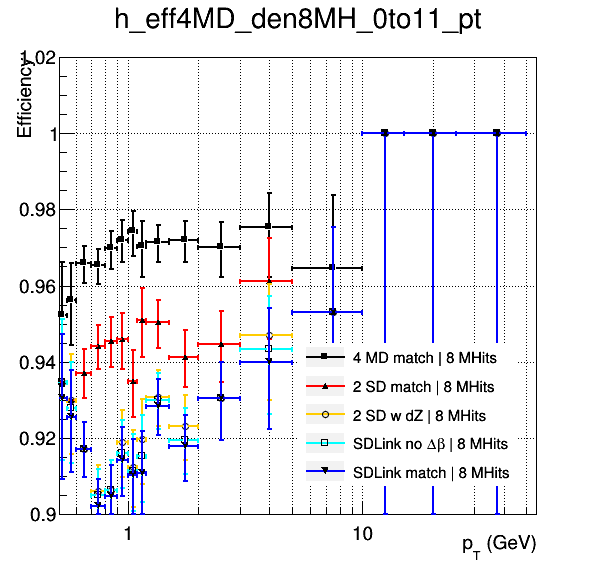 h_eff4MD_den8MH_0to11_pt
Efficiency
1.02
1
0.98
0.96
0.94
0.92
0.9
4 MD match | 8 MHits
2 SD match | 8 MHits
2 SD w dZ | 8 MHits
SDLink no Δβ | 8 MHits
SDLink match | 8 MHits
1 10
p_T (GeV)